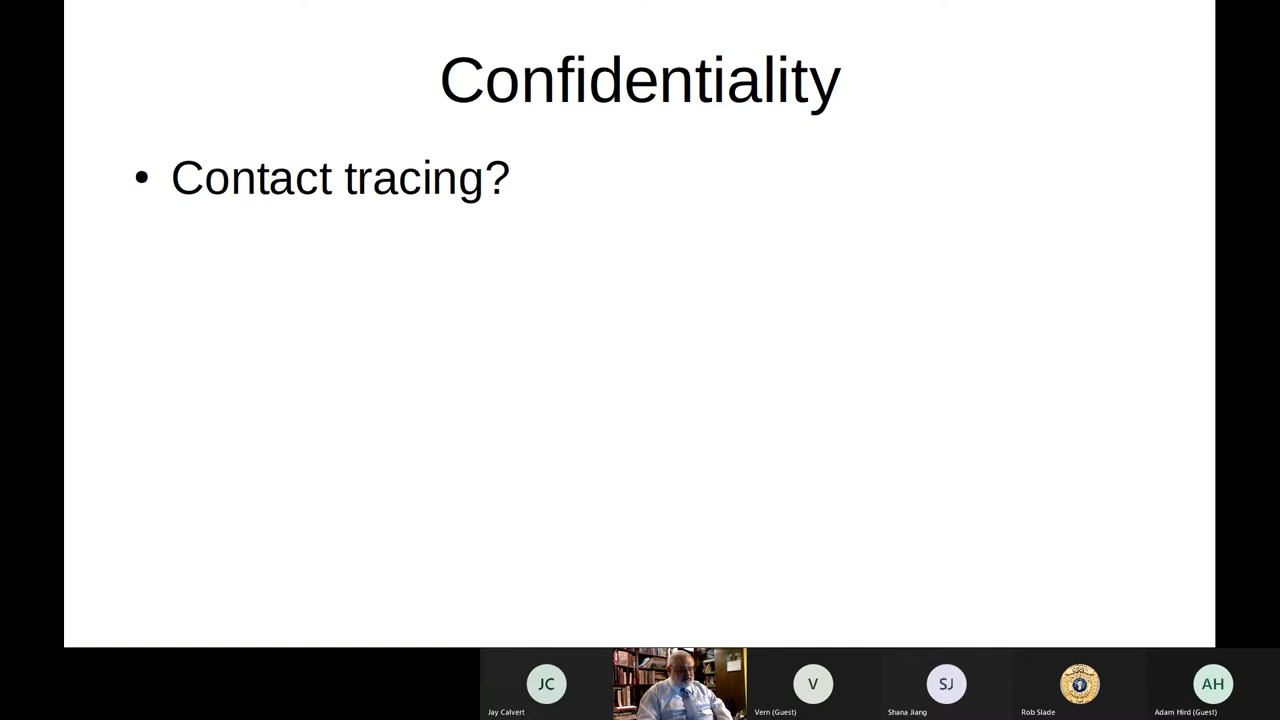 Confidentiality
• Contact tracing?
JC
V
SJ
AH
Jay Calvert
Vern (Guest)
Shana Jiang
Rob Slade
Adam Hird (Guest)